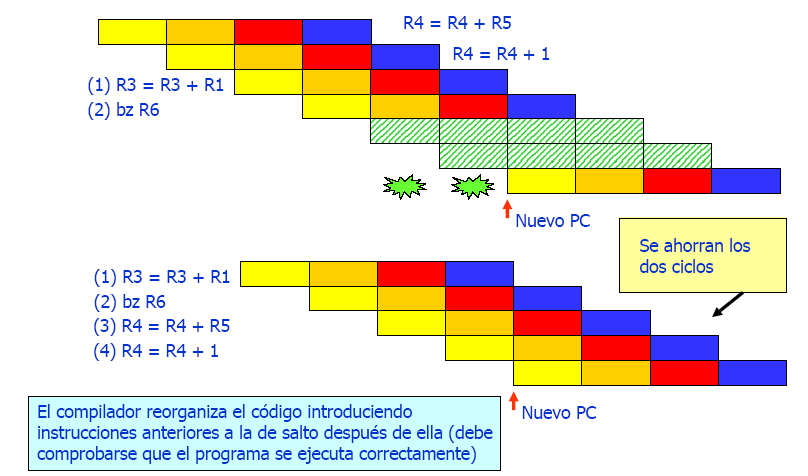 R4 = R4 + R5
R4 = R4 + 1
(1) R3 = R3 + R1
(2) bz R6
Nuevo PC
Se ahorran los
dos ciclos
(1) R3 = R3 + R1
(2) bz R6
(3) R4 = R4 + R5
(4) R4 = R4 + 1
Nuevo PC
El compilador reorganiza el código introduciendo
instrucciones anteriores a la de salto después de ella (debe
comprobarse que el programa se ejecuta correctamente)